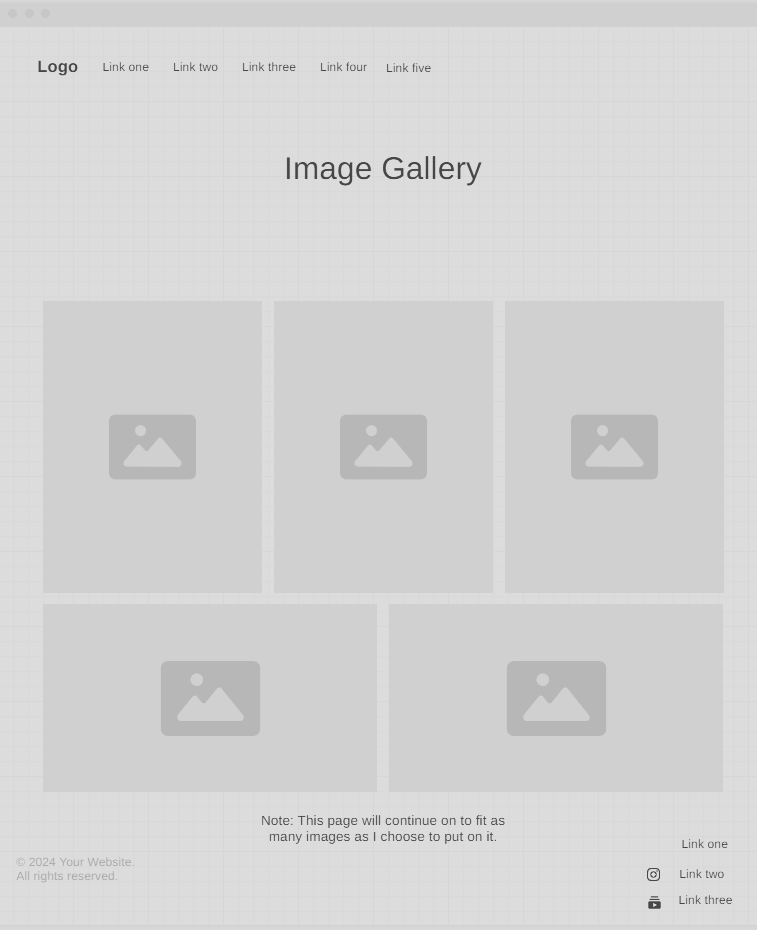 Logo Link one Link two Link three Link four Link five
Image Gallery
Note: This page will continue on to fit as
many images as I choose to put on it.
Link one
© 2024 Your Website.
All rights reserved.
Link two
Link three